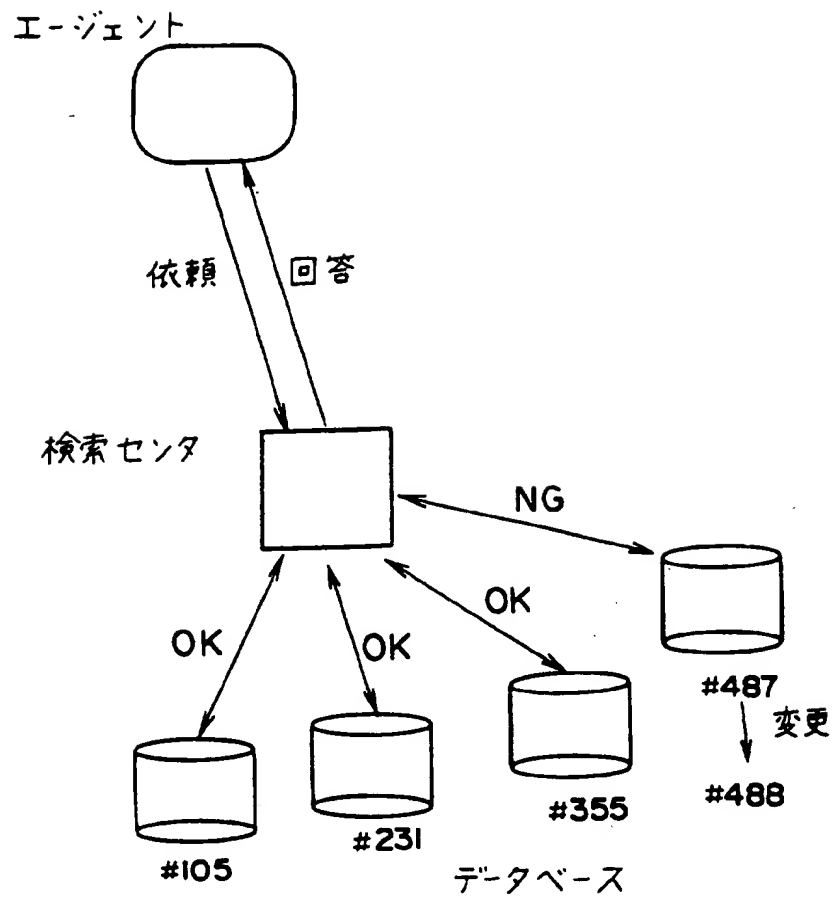 エージェント
依頼
回答
検索センタ
NG
OK
OK
OK
#487
変更
#488
#355
#231
#105
データベース